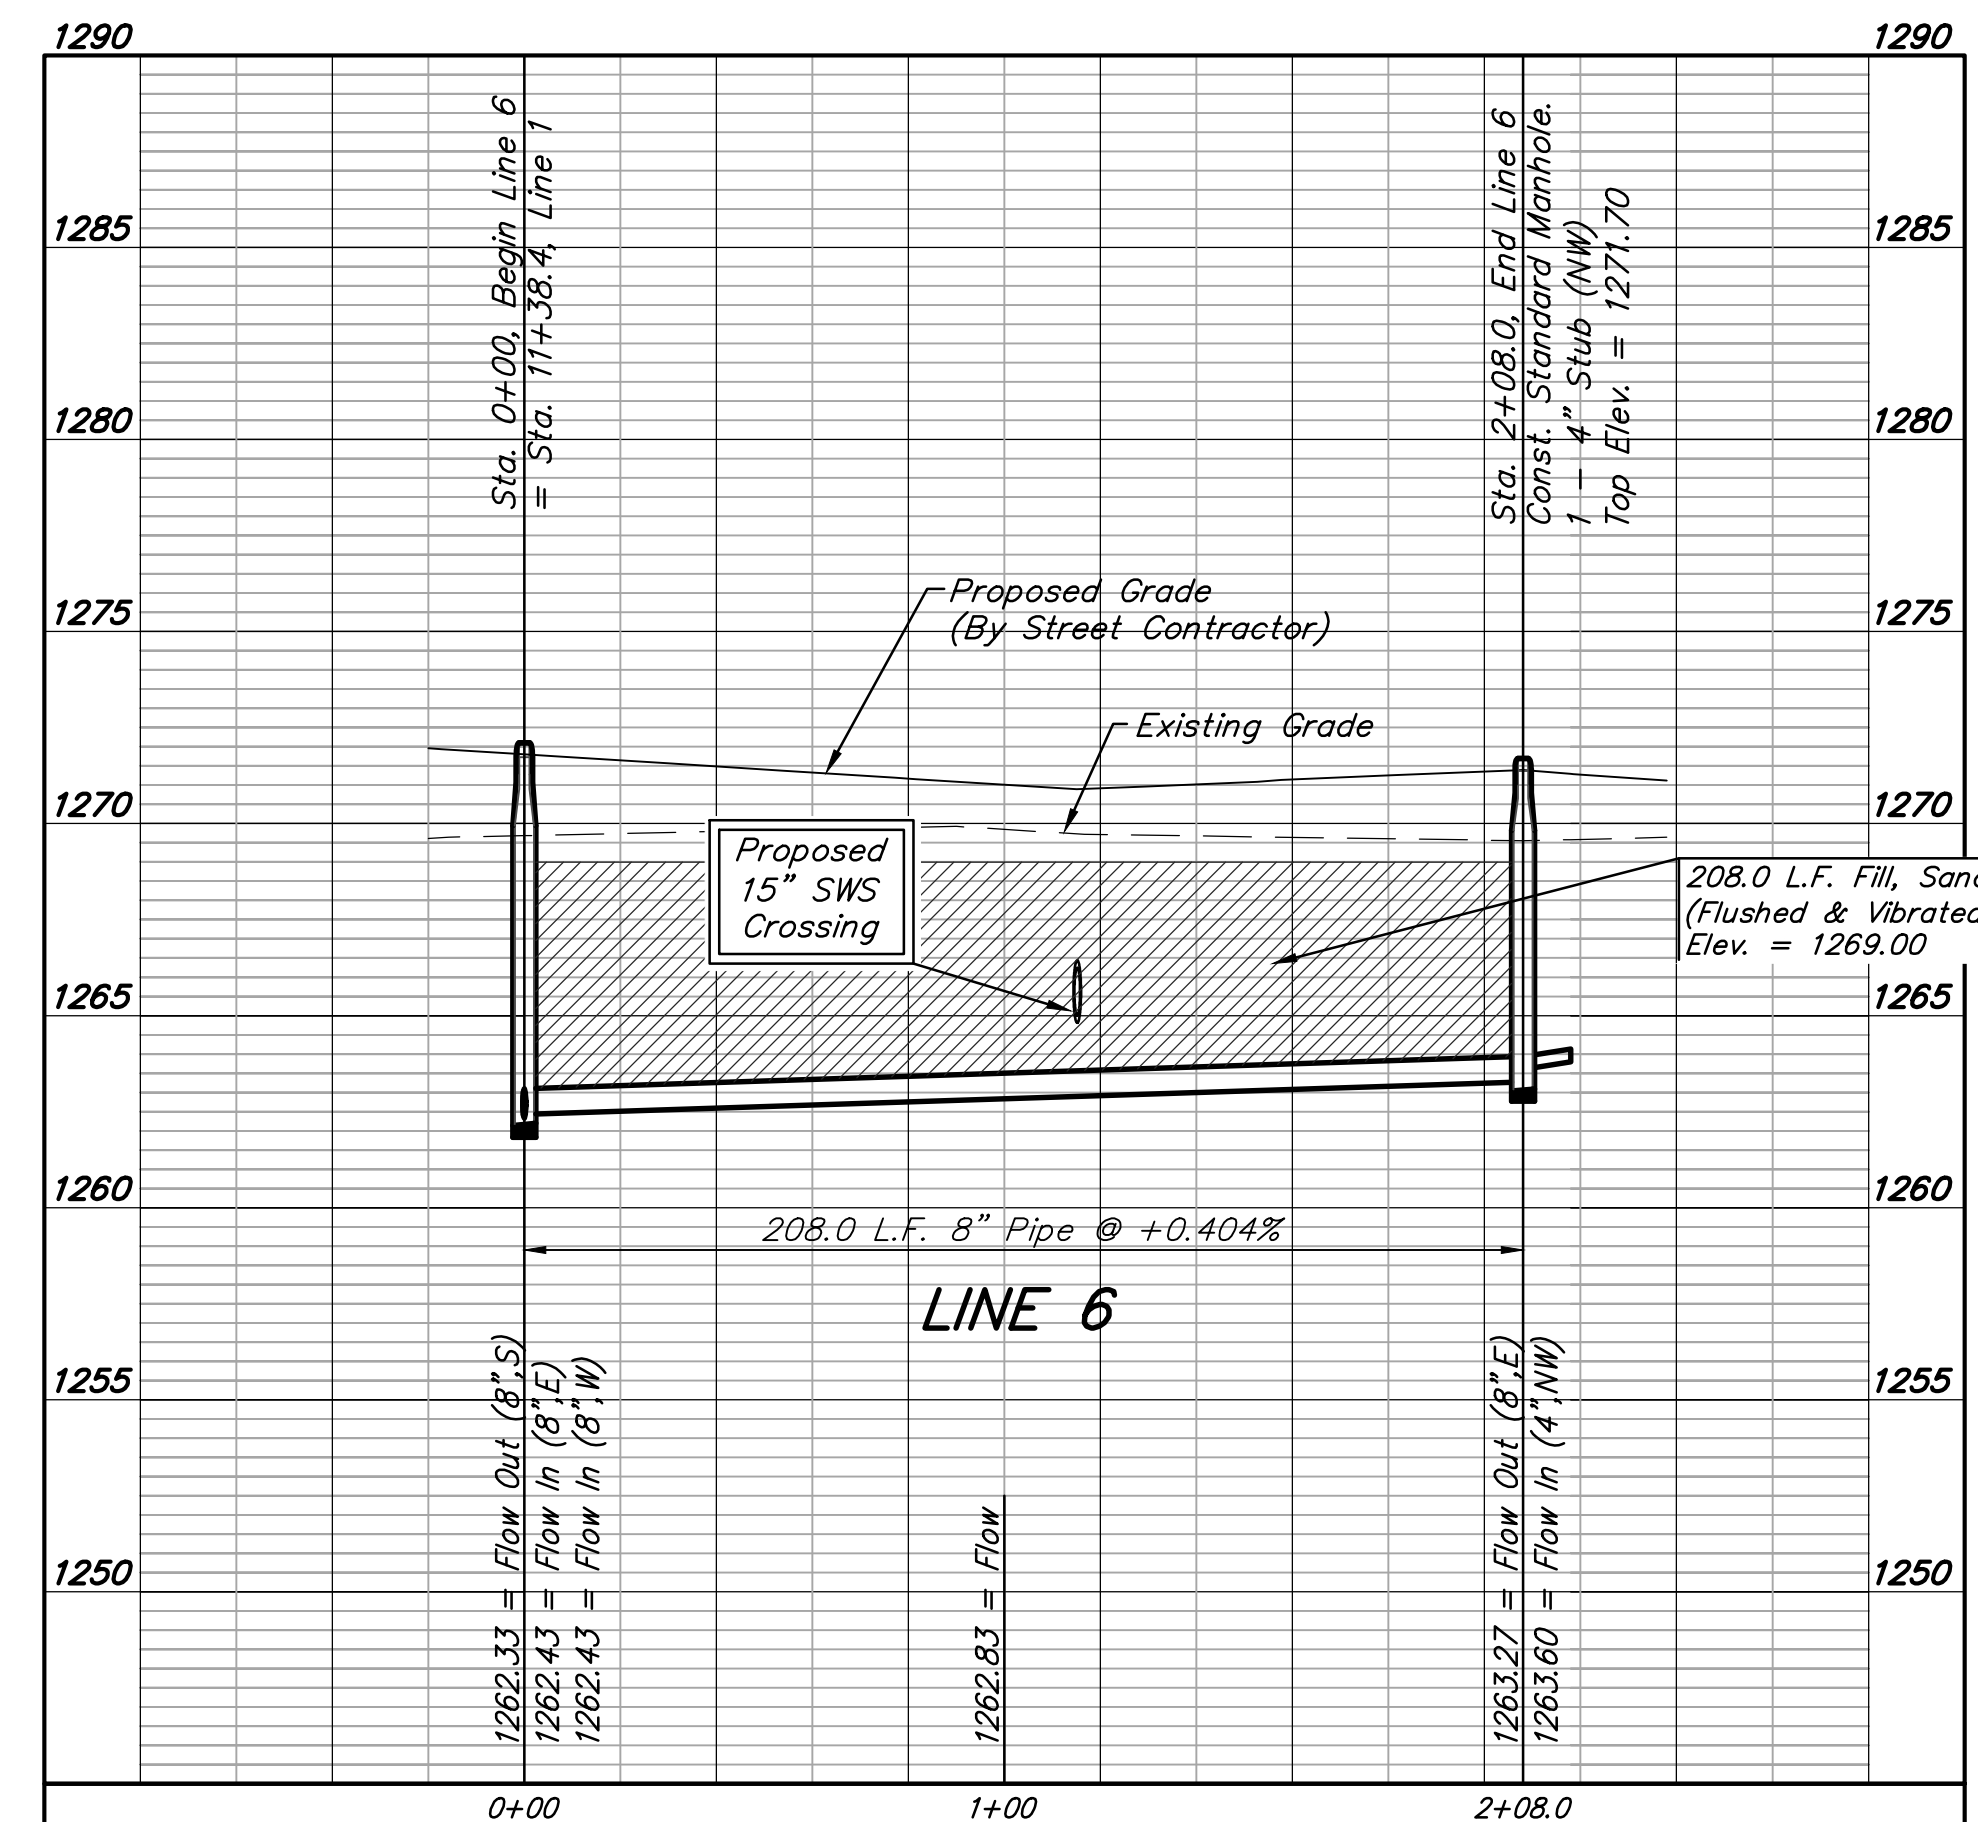 1290
1290
Sta. 0+00, Begin Line 6
= Sta. 11+38.4, Line 1
Sta. 2+08.0, End Line 6
Const. Standard Manhole.
1 - 4" Stub (NW)
Top Elev. = 1271.70
1285
1285
1280
1280
1275
1275
Proposed Grade
(By Street Contractor)
Existing Grade
1270
1270
Proposed
15" SWS
Crossing
208.0 L.F. Fill,
(Flushed & Vibrated
Elev. = 1269.00
1265
1265
1260
1260
208.0 L.F. 8" Pipe @ +0.404%
LINE 6
1255
1255
1250
1250
1262.33 = Flow Out (8",S)
1262.43 = Flow In (8",E)
1262.43 = Flow In (8",W)
1262.83 = Flow
1263.27 = Flow Out (8",E)
1263.60 = Flow In (4",NW)
0+00
1+00
2+08.0